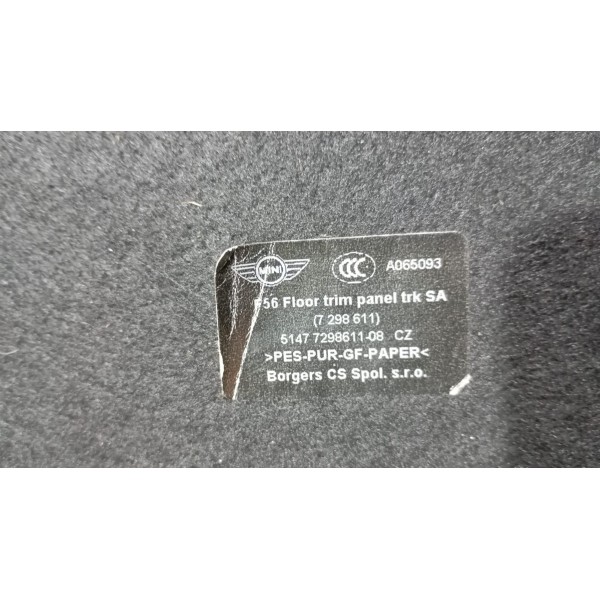 MINI CCC A065093
F56 Floor trim panel trk SA
(7 298 611)
5147 7298611-08 CZ
>PES-PUR-GF-PAPER<
Borgers CS Spol. s.r.o.